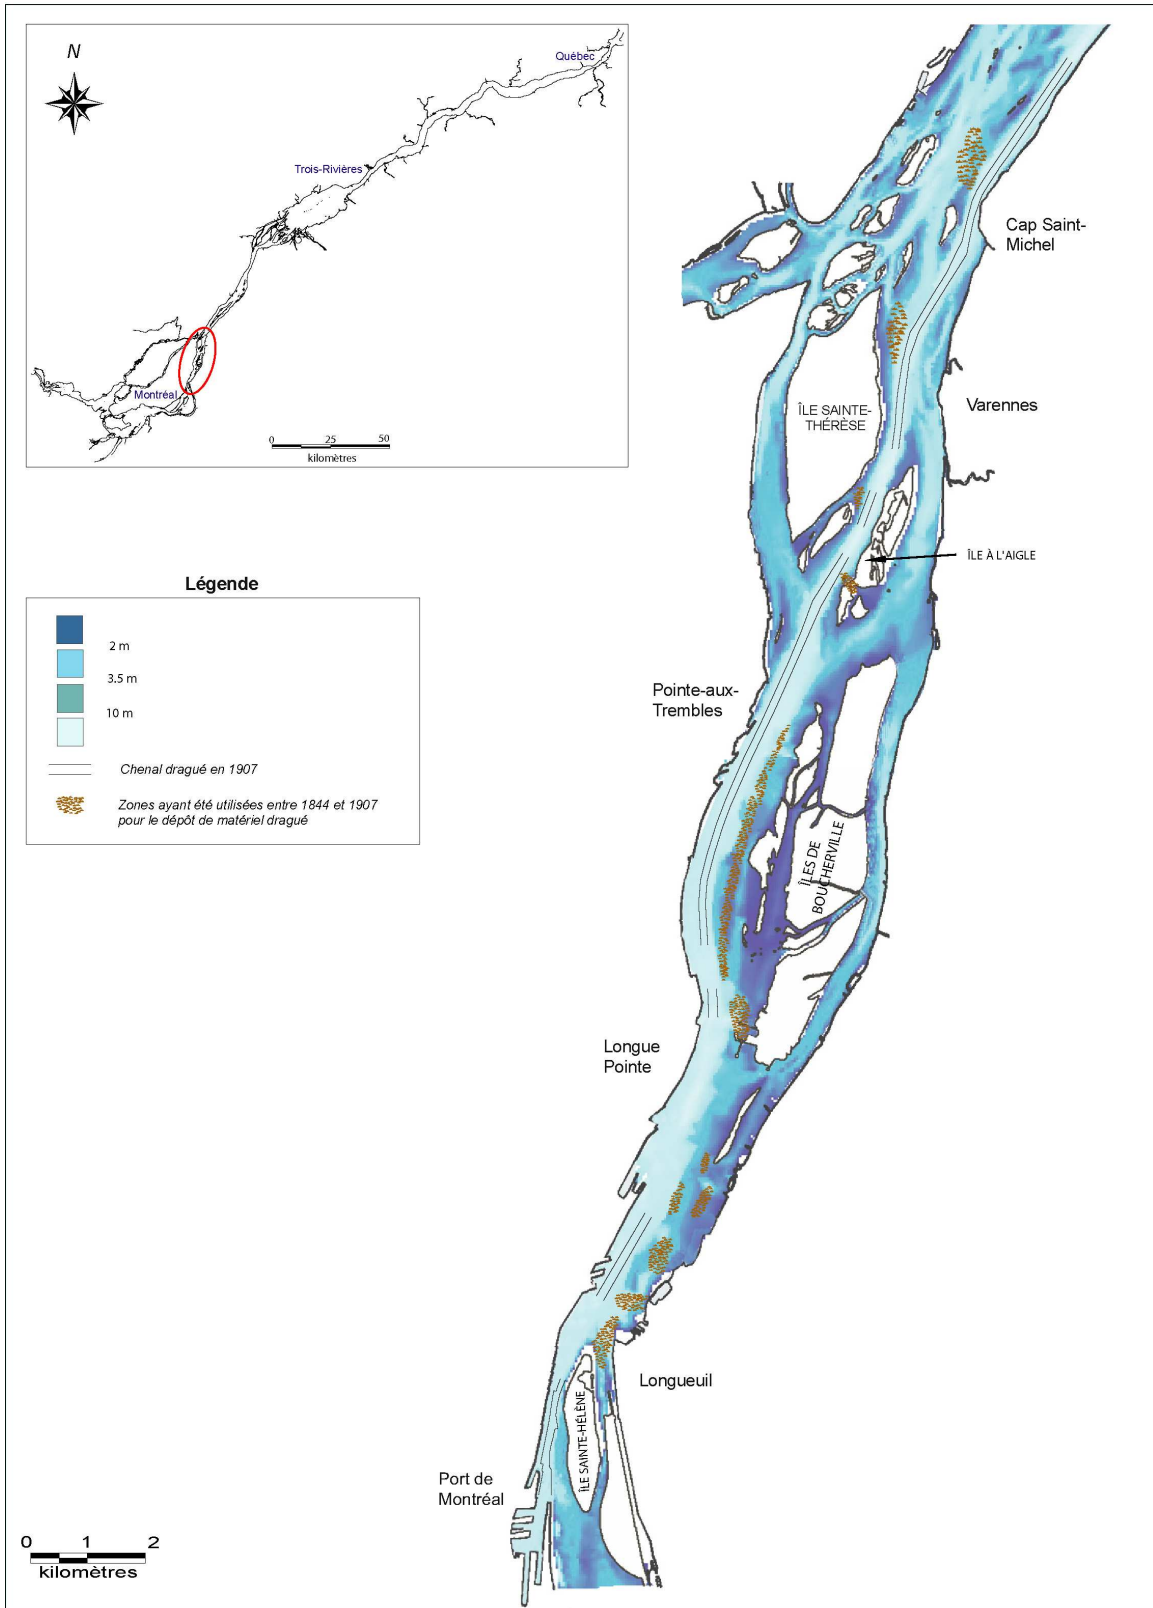 N
Québec
Trois-Rivières
Montréal
0 25 50
kilomètres
Cap Saint-
Michel
Varennes
ÎLE SAINTE-
THÉRÈSE
ÎLE À L'AIGLE
Légende
2 m
3.5 m
10 m
Chenal dragué en 1907
Zones ayant été utilisées entre 1844 et 1907
pour le dépôt de matériel dragué
Pointe-aux-
Trembles
ÎLES DE
BOUCHERVILLE
Longue
Pointe
Longueuil
ÎLE SAINTE-HÉLÈNE
Port de
Montréal
0 1 2
kilomètres